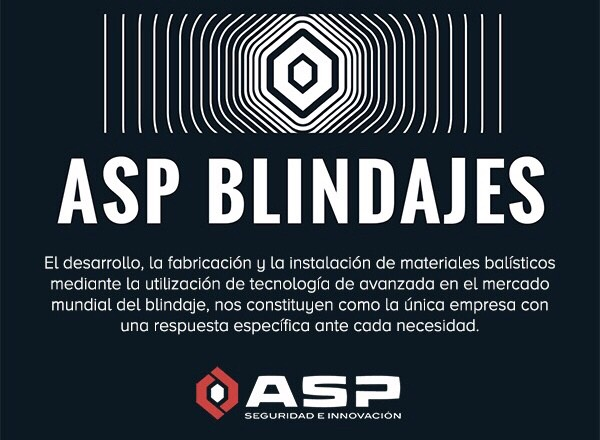 ASP BLINDAJES
El desarrollo, la fabricación y la instalación de materiales balísticos
mediante la utilización de tecnología de avanzada en el mercado
mundial del blindaje, nos constituyen como la única empresa con
una respuesta específica ante cada necesidad.
ASP
SEGURIDAD E INNOVACIÓN